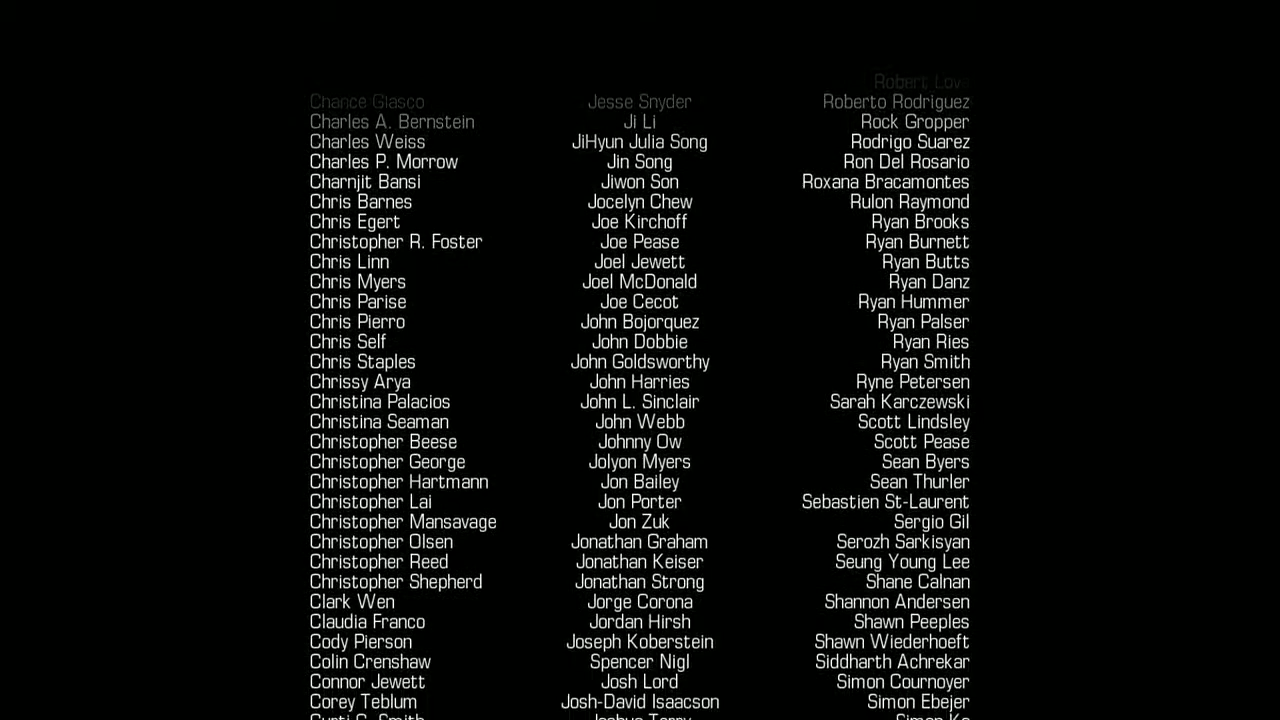 Robert Lov
Chance Glasco
Charles A. Bernstein
Charles Weiss
Charles P. Morrow
Charnjit Bansi
Chris Barnes
Chris Egert
Christopher R. Foster
Chris Linn
Chris Myers
Chris Parise
Chris Pierro
Chris Self
Chris Staples
Chrissy Arya
Christina Palacios
Christina Seaman
Christopher Beese
Christopher George
Christopher Hartmann
Christopher Lai
Christopher Mansavage
Christopher Olsen
Christopher Reed
Christopher Shepherd
Clark Wen
Claudia Franco
Cody Pierson
Colin Crenshaw
Connor Jewett
Corey Teblum
Jesse Snyder
Ji Li
JiHyun Julia Song
Jin Song
Jiwon Son
Jocelyn Chew
Joe Kirchoff
Joe Pease
Joel Jewett
Joel McDonald
Joe Cecot
John Bojorquez
John Dobbie
John Goldsworthy
John Harries
John L. Sinclair
John Webb
Johnny Ow
Jolyon Myers
Jon Bailey
Jon Porter
Jon Zuk
Jonathan Graham
Jonathan Keiser
Jonathan Strong
Jorge Corona
Jordan Hirsh
Joseph Koberstein
Spencer Nigl
Josh Lord
Josh-David Isaacson
Roberto Rodriguez
Rock Gropper
Rodrigo Suarez
Ron Del Rosario
Roxana Bracamontes
Rulon Raymond
Ryan Brooks
Ryan Burnett
Ryan Butts
Ryan Danz
Ryan Hummer
Ryan Palser
Ryan Ries
Ryan Smith
Ryne Petersen
Sarah Karczewski
Scott Lindsley
Scott Pease
Sean Byers
Sean Thurler
Sebastien St-Laurent
Sergio Gil
Serozh Sarkisyan
Seung Young Lee
Shane Calnan
Shannon Andersen
Shawn Peeples
Shawn Wiederhoeft
Siddharth Achrekar
Simon Cournoyer
Simon Ebejer